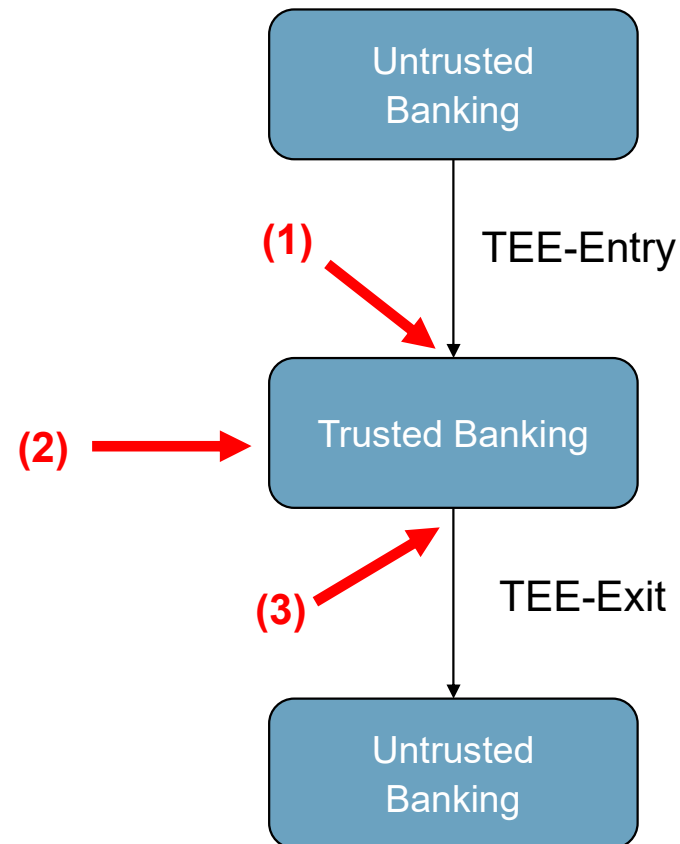 Untrusted
Banking
(1)
TEE-Entry
Trusted Banking
(2)
(3)
TEE-Exit
Untrusted
Banking